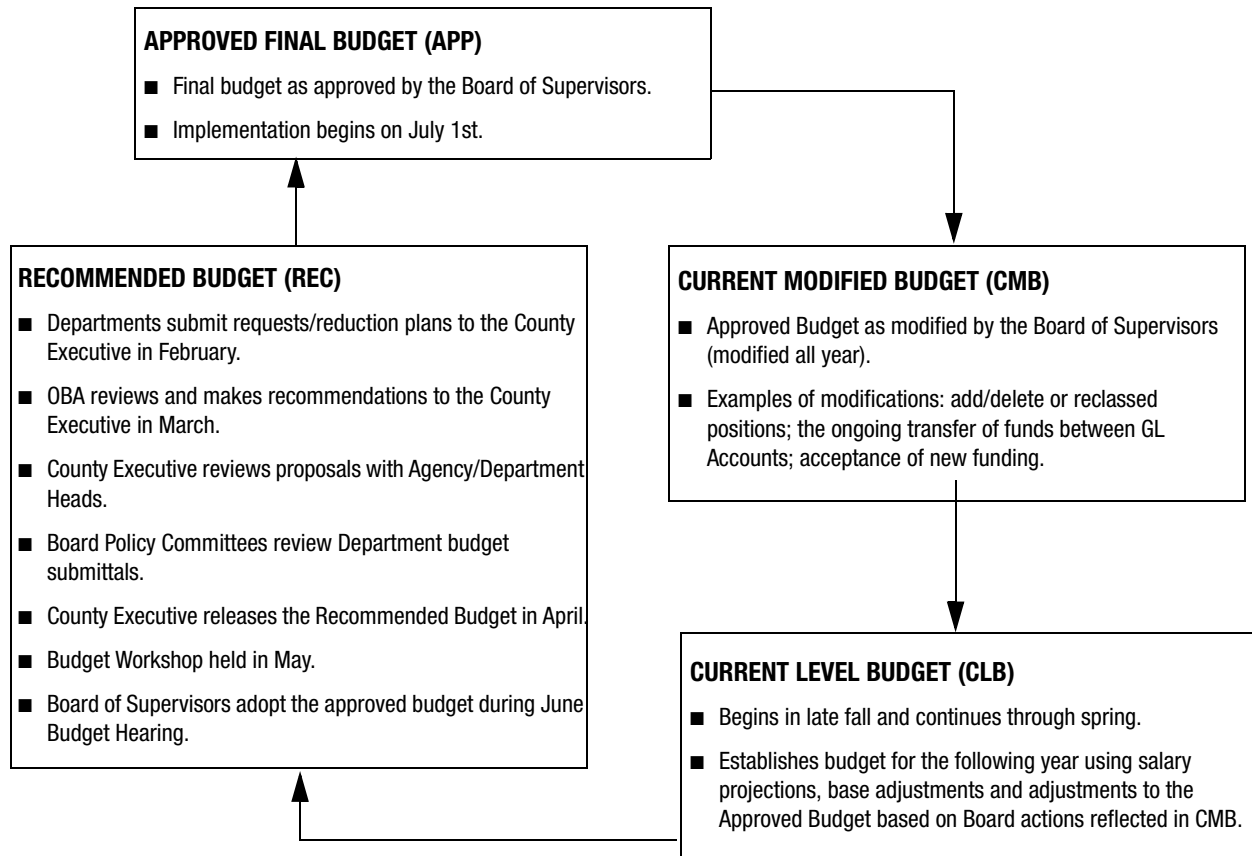 APPROVED FINAL BUDGET (APP)
■ Final budget as approved by the Board of Supervisors.
■ Implementation begins on July 1st.
RECOMMENDED BUDGET (REC)
■ Departments submit requests/reduction plans to the County
Executive in February.
■ OBA reviews and makes recommendations to the County
Executive in March.
■ County Executive reviews proposals with Agency/Department
Heads.
■ Board Policy Committees review Department budget
submittals.
■ County Executive releases the Recommended Budget in April.
■ Budget Workshop held in May.
■ Board of Supervisors adopt the approved budget during June
Budget Hearing.
CURRENT MODIFIED BUDGET (CMB)
■ Approved Budget as modified by the Board of Supervisors
(modified all year).
■ Examples of modifications: add/delete or reclassed
positions; the ongoing transfer of funds between GL
Accounts; acceptance of new funding.
CURRENT LEVEL BUDGET (CLB)
■ Begins in late fall and continues through spring.
■ Establishes budget for the following year using salary
projections, base adjustments and adjustments to the
Approved Budget based on Board actions reflected in CMB.